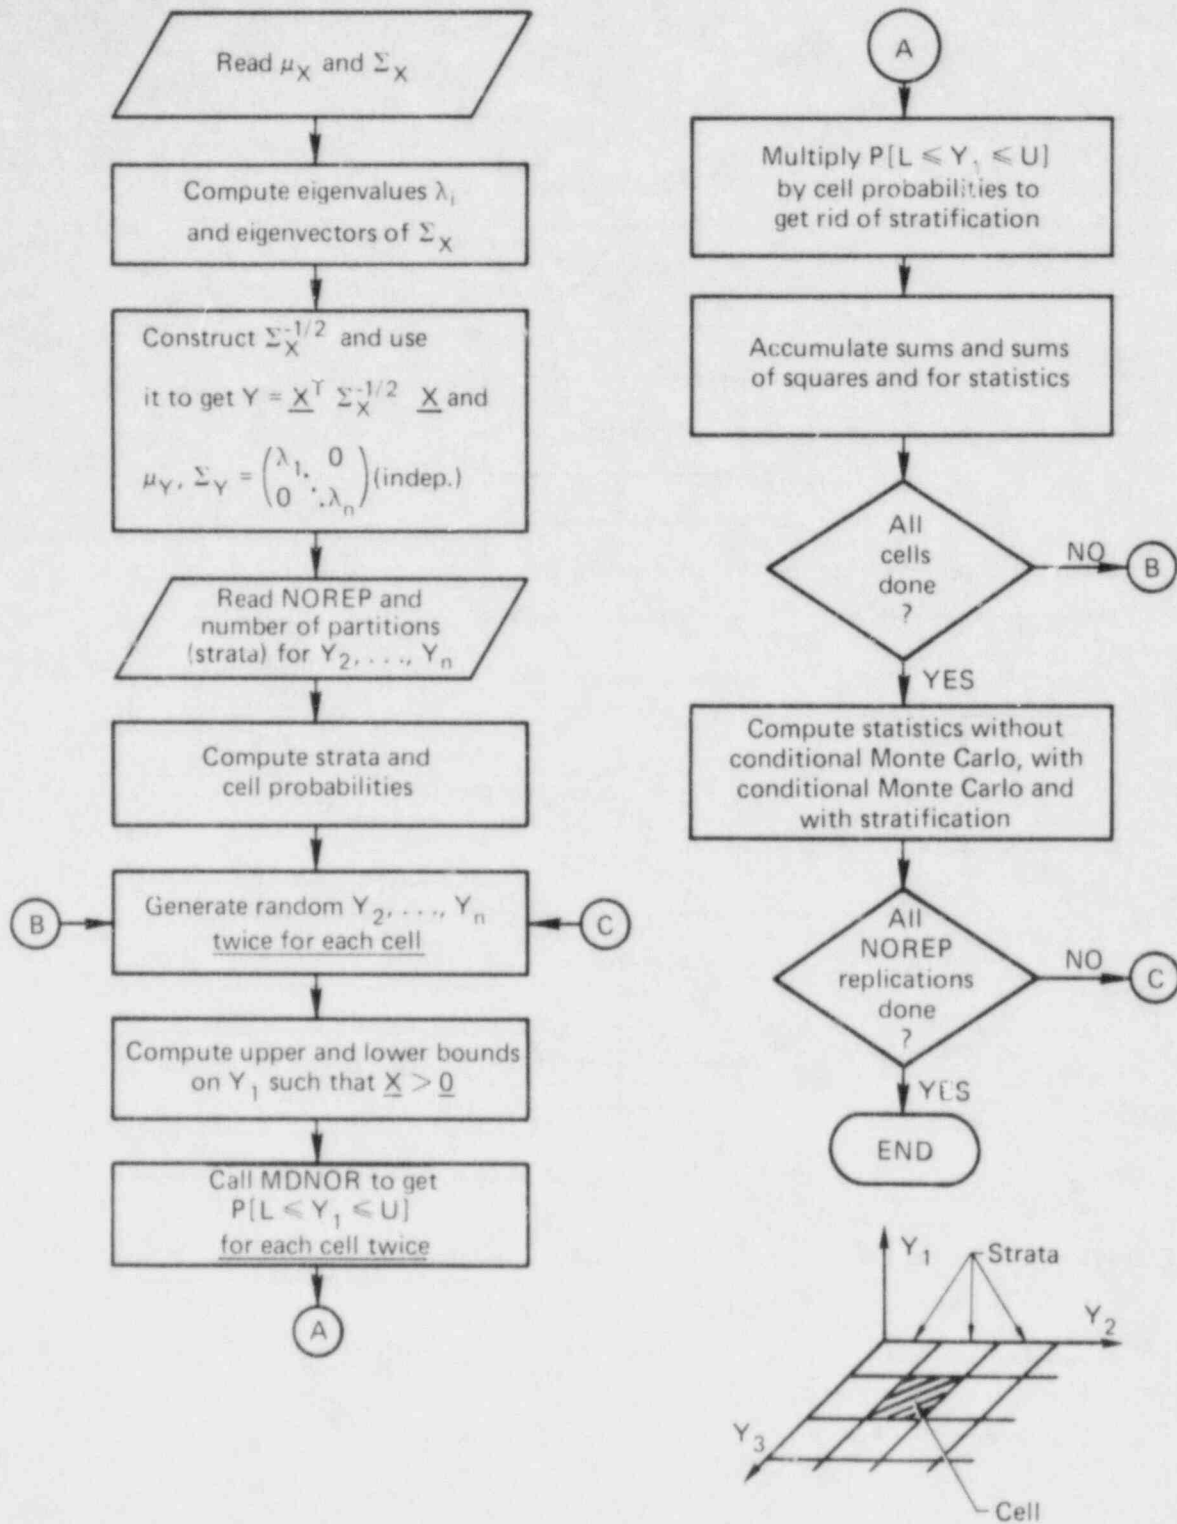 Read μX and ΣX
Compute eigenvalues λi
and eigenvectors of ΣX
Construct ΣX^-1/2 and use
it to get Y = X^T ΣX^-1/2 X and
μY, ΣY = (λ1 . 0
0 . λn) (indep.)
Read NOREP and
number of partitions
(strata) for Y2, . . ., Yn
Compute strata and
cell probabilities
B
Generate random Y2, . . ., Yn
twice for each cell
C
Compute upper and lower bounds
on Y1 such that X > 0
Call MDNOR to get
P[L ≤ Y1 ≤ U]
for each cell twice
A
A
Multiply P[L ≤ Y1 ≤ U]
by cell probabilities to
get rid of stratification
Accumulate sums and sums
of squares and for statistics
All
cells
done
?
NO
B
YES
Compute statistics without
conditional Monte Carlo, with
conditional Monte Carlo and
with stratification
All
NOREP
replications
done
?
NO
C
YES
END
Y1
Strata
Y2
Y3
Cell